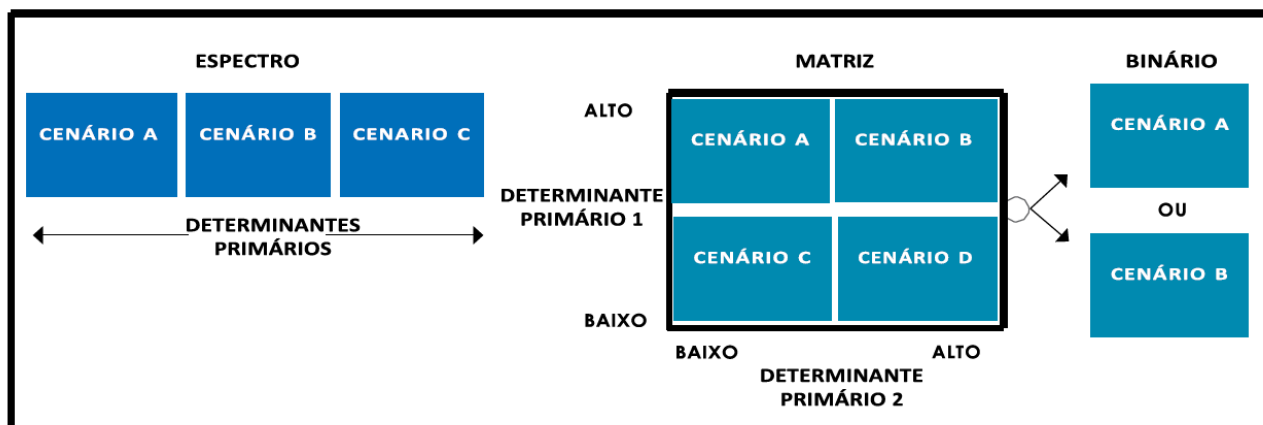 ESPECTRO
CENÁRIO A
CENÁRIO B
CENARIO C
DETERMINANTES
PRIMÁRIOS
MATRIZ
ALTO
DETERMINANTE
PRIMÁRIO 1
BAIXO
CENÁRIO A
CENÁRIO B
CENÁRIO C
CENÁRIO D
BAIXO
ALTO
DETERMINANTE
PRIMÁRIO 2
BINÁRIO
CENÁRIO A
OU
CENÁRIO B